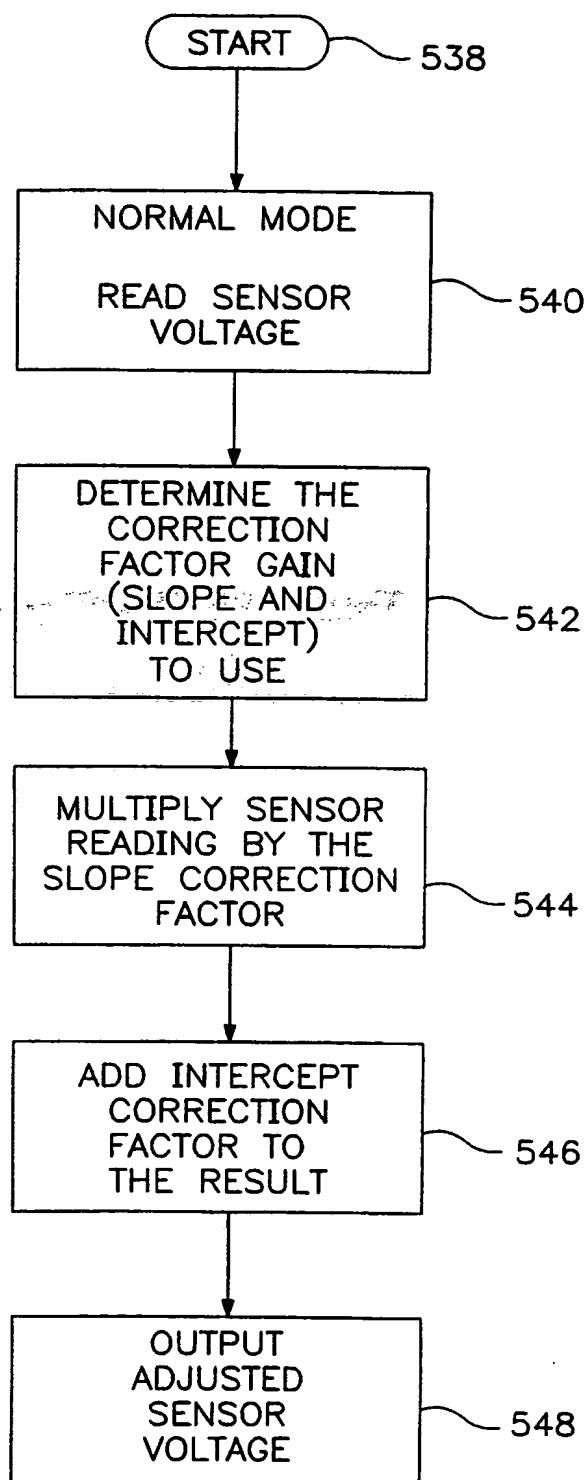 START
538
NORMAL MODE
READ SENSOR
VOLTAGE
540
DETERMINE THE
CORRECTION
FACTOR GAIN
(SLOPE AND
INTERCEPT)
TO USE
542
MULTIPLY SENSOR
READING BY THE
SLOPE CORRECTION
FACTOR
544
ADD INTERCEPT
CORRECTION
FACTOR TO
THE RESULT
546
OUTPUT
ADJUSTED
SENSOR
VOLTAGE
548